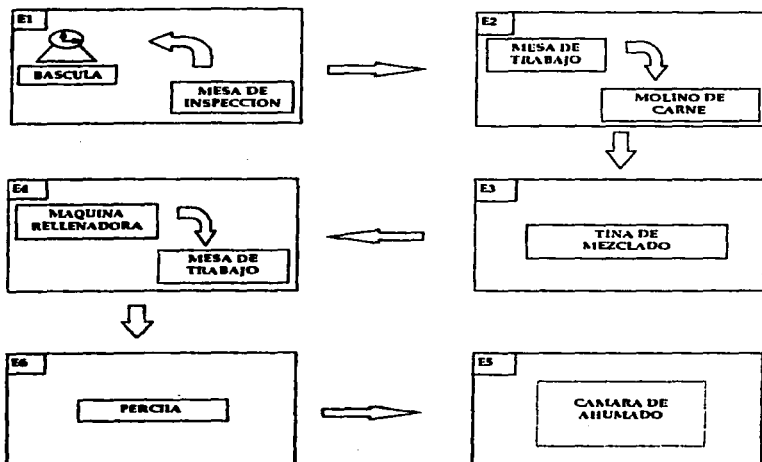 E1
BASCULA
MESA DE
INSPECCION
E2
MESA DE
TRABAJO
MOLINO DE
CARNE
E4
MAQUINA
RELLENADORA
MESA DE
TRABAJO
E3
TINA DE
MEZCLADO
E6
PERCHA
E5
CAMARA DE
AHUMADO